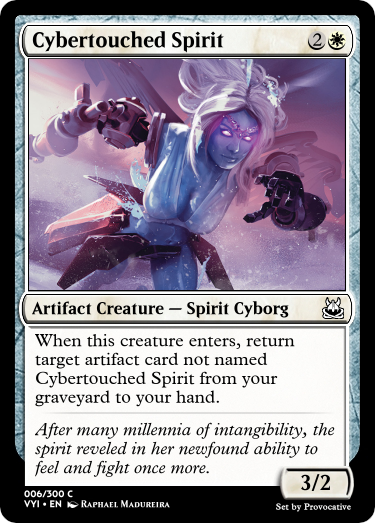 Cybertouched Spirit 2
Artifact Creature — Spirit Cyborg
When this creature enters, return
target artifact card not named
Cybertouched Spirit from your
graveyard to your hand.
After many millennia of intangibility, the
spirit reveled in her newfound ability to
feel and fight once more.
3/2
006/300 C
VYI • EN Raphael Madureira
Set by Provocative